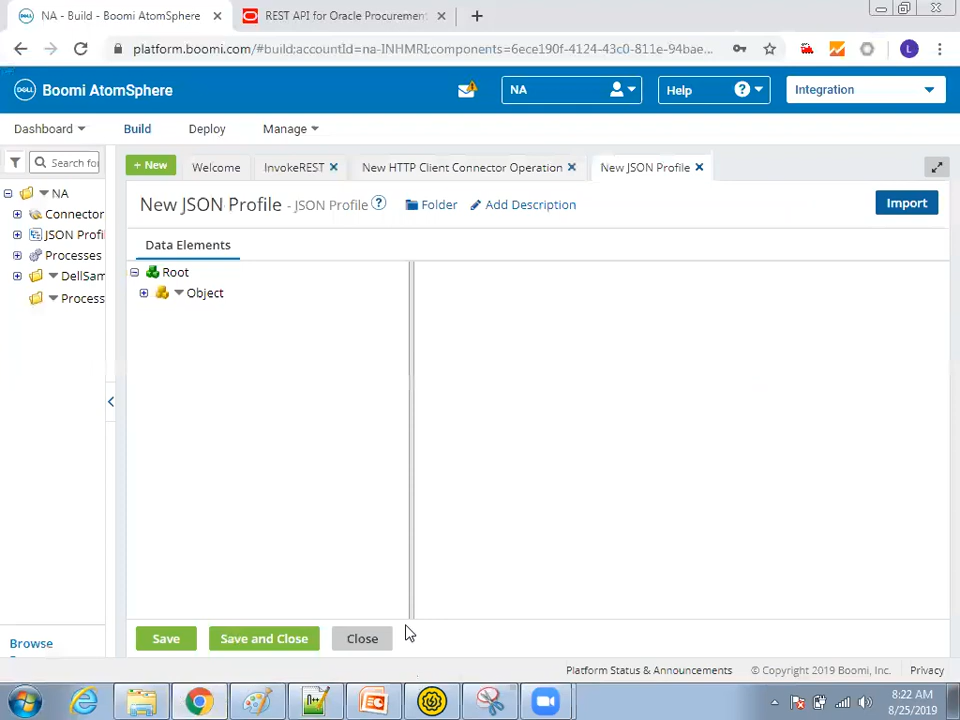 NA - Build - Boomi AtomSphere
REST API for Oracle Procurement
platform.boomi.com/#build:accountId=na-INHMRI;components=6ece190f-4124-43c0-811e-94bae...
L
DELL
Boomi AtomSphere
NA
Help
Integration
Dashboard
Build
Deploy
Manage
Search fo
+ New
Welcome
InvokeREST
New HTTP Client Connector Operation
New JSON Profile
NA
Connector
JSON Profi
Processes
DellSam
Process
New JSON Profile - JSON Profile
Folder
Add Description
Import
Data Elements
Root
Object
Save
Save and Close
Close
Browse
Platform Status & Announcements
© Copyright 2019 Boomi, Inc.
Privacy
8:22 AM
8/25/2019